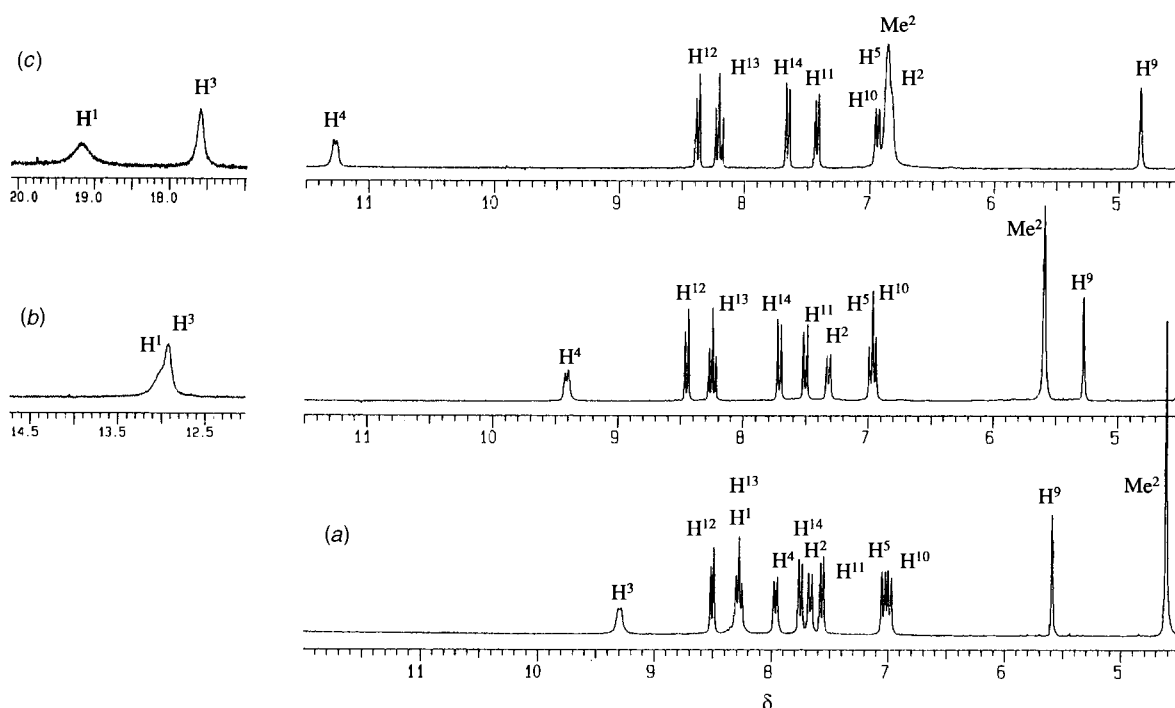 (c)
H¹
H³
20.0 19.0 18.0
H⁴
H¹²
H¹³
H¹⁴
H¹¹
H¹⁰
H⁵
Me²
H²
H⁹
11 10 9 8 7 6 5
(b)
H¹
H³
14.5 13.5 12.5
H⁴
H¹²
H¹³
H¹⁴
H¹¹
H²
H⁵
H¹⁰
Me²
H⁹
11 10 9 8 7 6 5
(a)
H³
H¹²
H¹³
H¹
H⁴
H¹⁴
H²
H¹¹
H⁵
H¹⁰
H⁹
Me²
11 10 9 8 7 6 5
δ